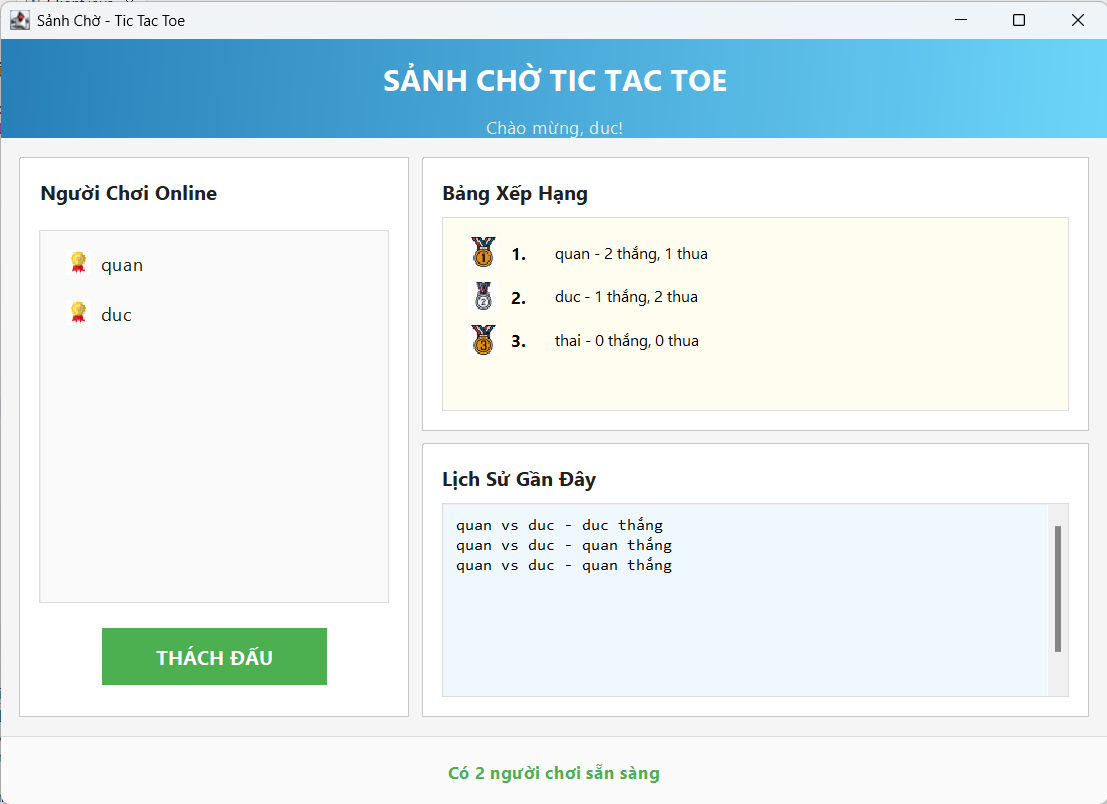 Sảnh Chờ - Tic Tac Toe
SẢNH CHỜ TIC TAC TOE
Chào mừng, duc!
Người Chơi Online
quan
duc
THÁCH ĐẤU
Bảng Xếp Hạng
1. quan - 2 thắng, 1 thua
2. duc - 1 thắng, 2 thua
3. thai - 0 thắng, 0 thua
Lịch Sử Gần Đây
quan vs duc - duc thắng
quan vs duc - quan thắng
quan vs duc - quan thắng
Có 2 người chơi sẵn sàng